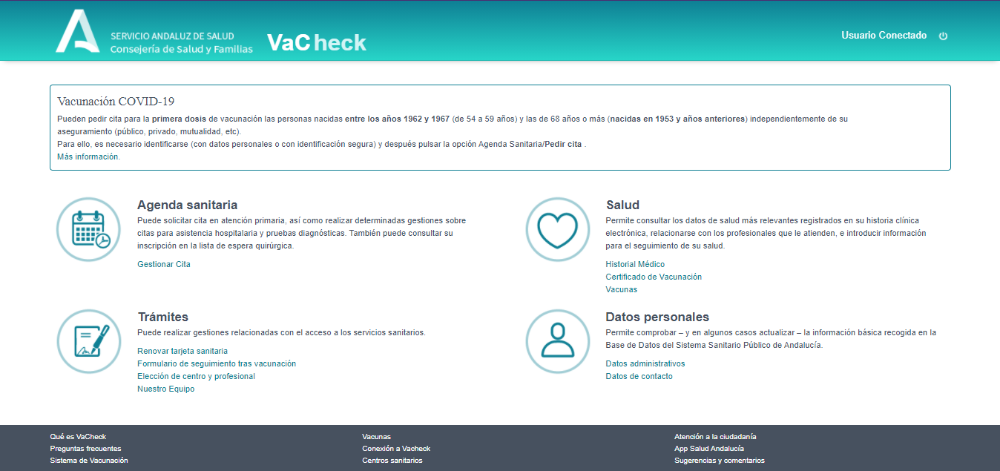 SERVICIO ANDALUZ DE SALUD
Consejería de Salud y Familias
VaCheck
Usuario Conectado
Vacunación COVID-19
Pueden pedir cita para la primera dosis de vacunación las personas nacidas entre los años 1962 y 1967 (de 54 a 59 años) y las de 68 años o más (nacidas en 1953 y años anteriores) independientemente de su
aseguramiento (público, privado, mutualidad, etc).
Para ello, es necesario identificarse (con datos personales o con identificación segura) y después pulsar la opción Agenda Sanitaria/Pedir cita .
Más información.
Agenda sanitaria
Puede solicitar cita en atención primaria, así como realizar determinadas gestiones sobre
citas para asistencia hospitalaria y pruebas diagnósticas. También puede consultar su
inscripción en la lista de espera quirúrgica.
Gestionar Cita
Salud
Permite consultar los datos de salud más relevantes registrados en su historia clínica
electrónica, relacionarse con los profesionales que le atienden, e introducir información
para el seguimiento de su salud.
Historial Médico
Certificado de Vacunación
Vacunas
Trámites
Puede realizar gestiones relacionadas con el acceso a los servicios sanitarios.
Renovar tarjeta sanitaria
Formulario de seguimiento tras vacunación
Elección de centro y profesional
Nuestro Equipo
Datos personales
Permite comprobar – y en algunos casos actualizar – la información básica recogida en la
Base de Datos del Sistema Sanitario Público de Andalucía.
Datos administrativos
Datos de contacto
Qué es VaCheck
Preguntas frecuentes
Sistema de Vacunación
Vacunas
Conexión a Vacheck
Centros sanitarios
Atención a la ciudadanía
App Salud Andalucía
Sugerencias y comentarios